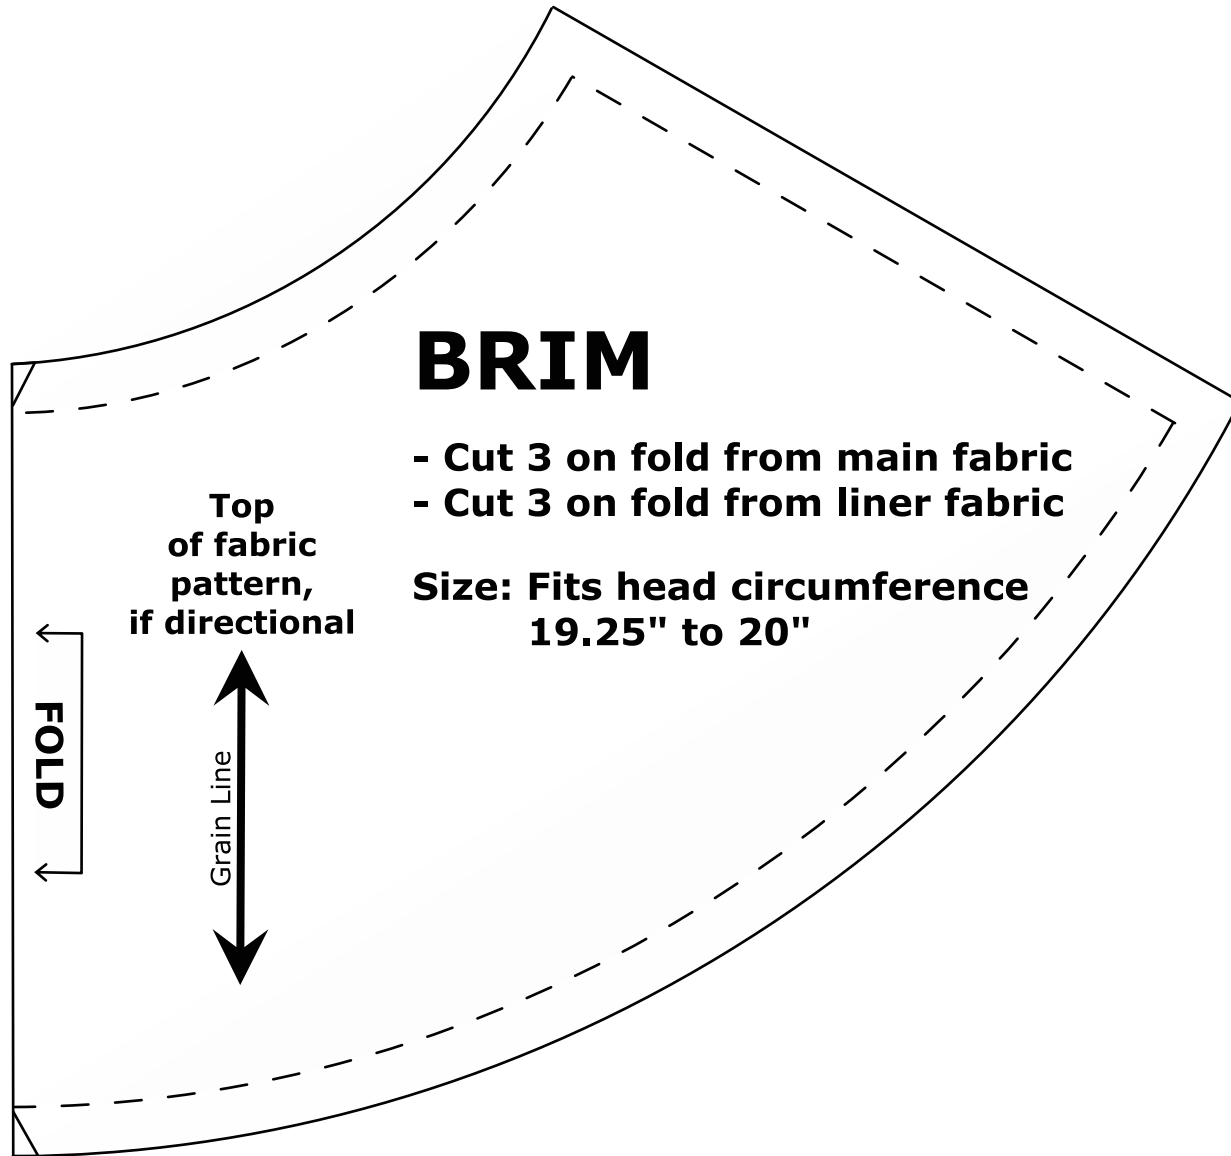 BRIM
- Cut 3 on fold from main fabric
- Cut 3 on fold from liner fabric
Size: Fits head circumference
19.25" to 20"
Top
of fabric
pattern,
if directional
Grain Line
FOLD